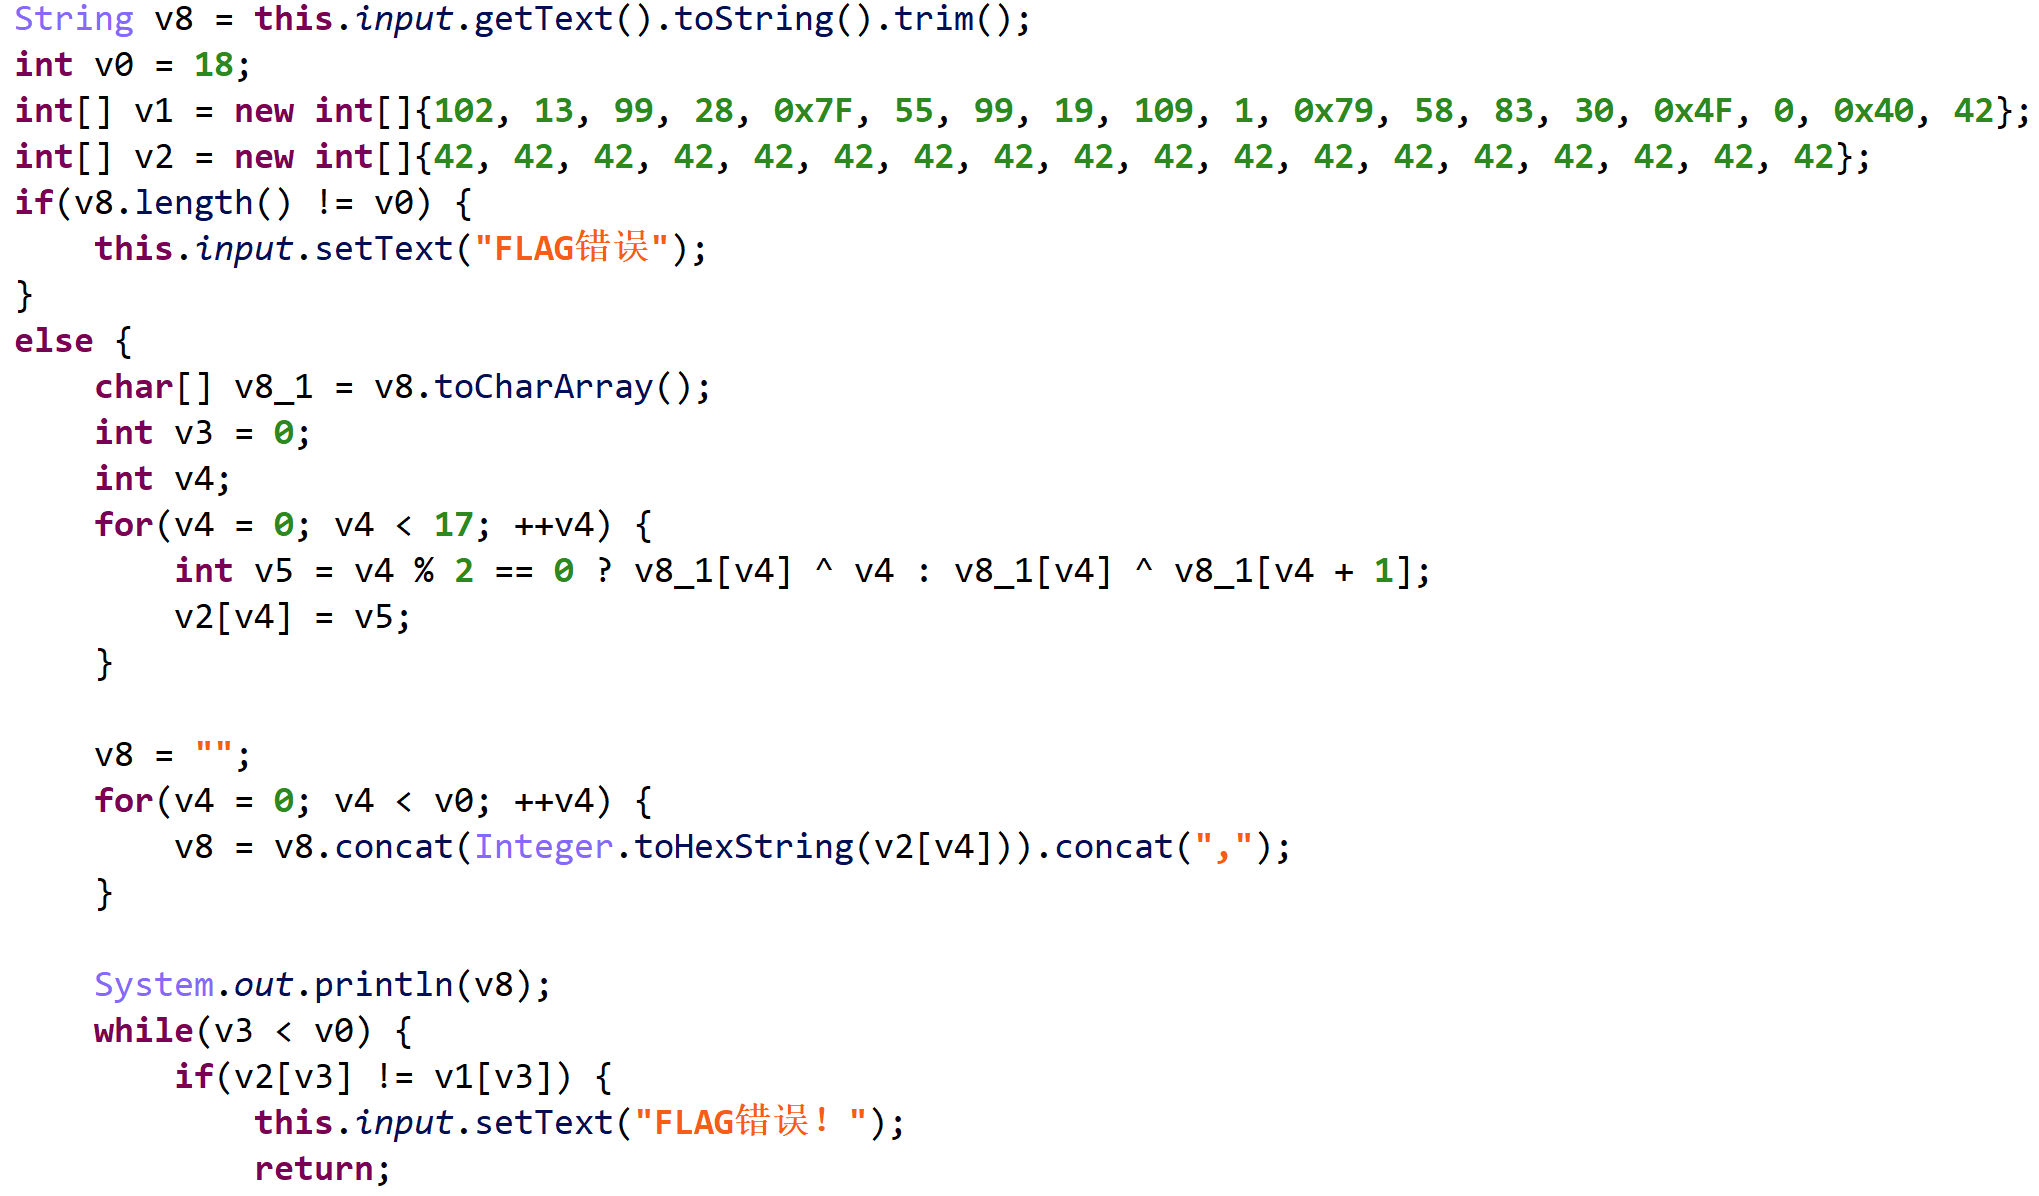 String v8 = this.input.getText().toString().trim();
int v0 = 18;
int[] v1 = new int[]{102, 13, 99, 28, 0x7F, 55, 99, 19, 109, 1, 0x79, 58, 83, 30, 0x4F, 0, 0x40, 42};
int[] v2 = new int[]{42, 42, 42, 42, 42, 42, 42, 42, 42, 42, 42, 42, 42, 42, 42, 42, 42, 42};
if(v8.length() != v0) {
    this.input.setText("FLAG错误");
}
else {
    char[] v8_1 = v8.toCharArray();
    int v3 = 0;
    int v4;
    for(v4 = 0; v4 < 17; ++v4) {
        int v5 = v4 % 2 == 0 ? v8_1[v4] ^ v4 : v8_1[v4] ^ v8_1[v4 + 1];
        v2[v4] = v5;
    }

    v8 = "";
    for(v4 = 0; v4 < v0; ++v4) {
        v8 = v8.concat(Integer.toHexString(v2[v4])).concat(",");
    }

    System.out.println(v8);
    while(v3 < v0) {
        if(v2[v3] != v1[v3]) {
            this.input.setText("FLAG错误！");
            return;